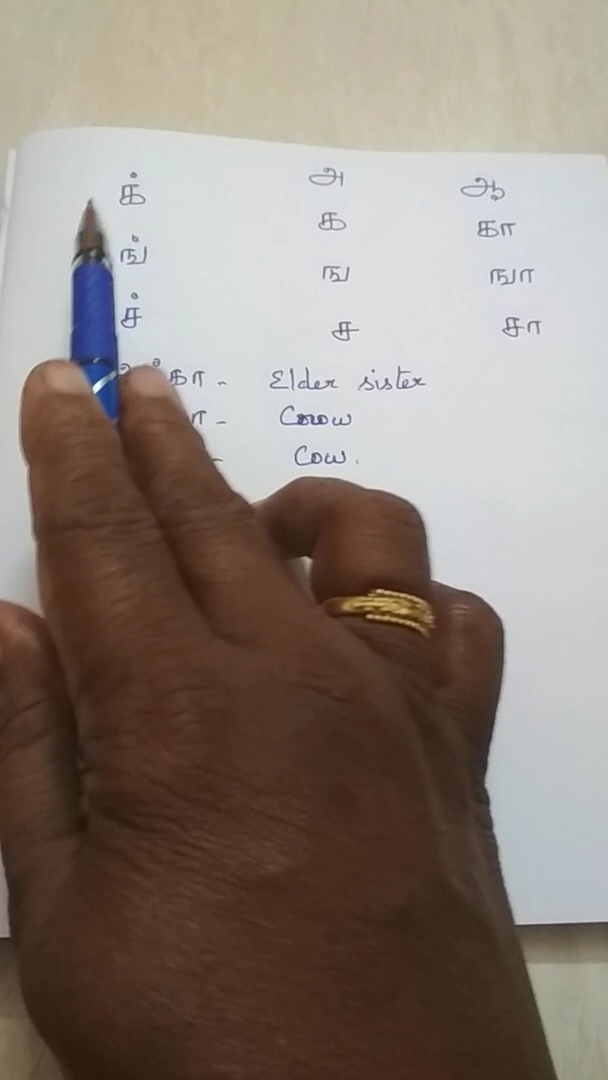 அ ஆ
க் க கா
ங் ங ஙா
ச் ச சா
- Elder sister
- Crow
- Cow.